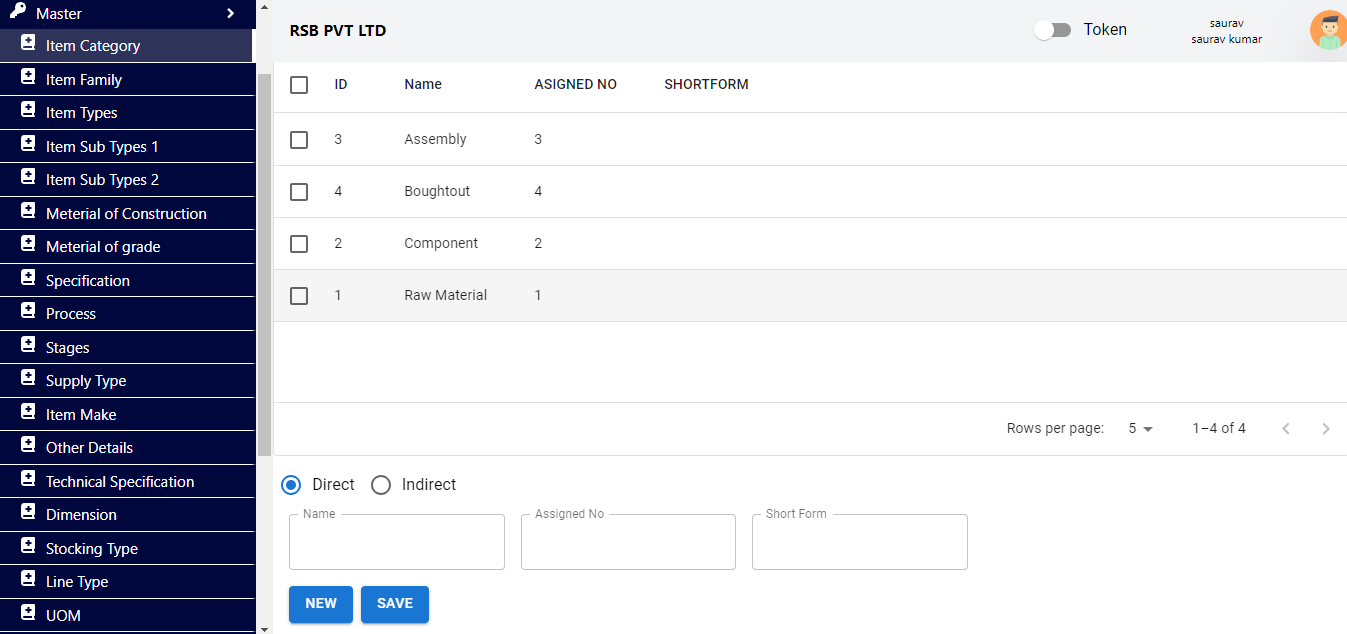 Master
Item Category
Item Family
Item Types
Item Sub Types 1
Item Sub Types 2
Meterial of Construction
Meterial of grade
Specification
Process
Stages
Supply Type
Item Make
Other Details
Technical Specification
Dimension
Stocking Type
Line Type
UOM
RSB PVT LTD
Token
saurav
saurav kumar
ID Name ASIGNED NO SHORTFORM
3 Assembly 3
4 Boughtout 4
2 Component 2
1 Raw Material 1
Rows per page: 5 1–4 of 4
Direct Indirect
Name Assigned No Short Form
NEW SAVE